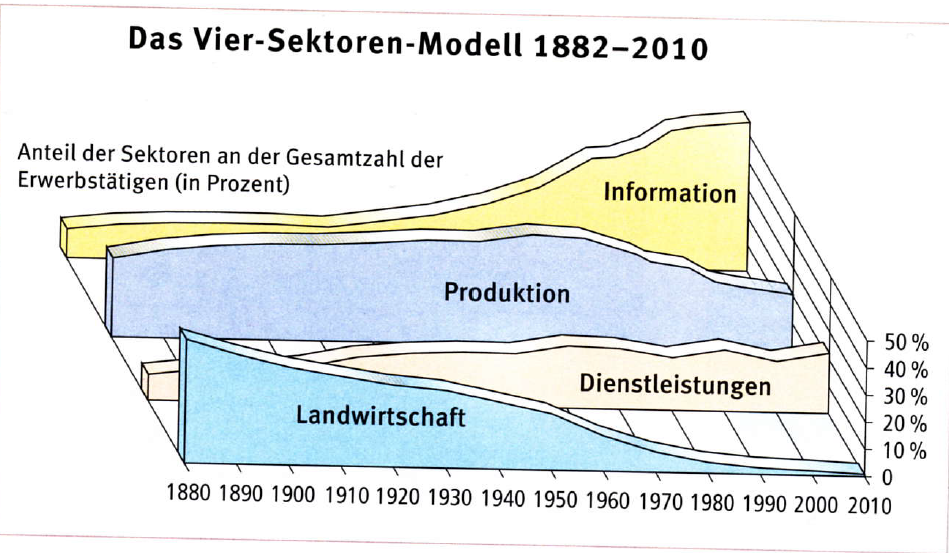 Das Vier-Sektoren-Modell 1882–2010
Anteil der Sektoren an der Gesamtzahl der
Erwerbstätigen (in Prozent)
Information
Produktion
Dienstleistungen
Landwirtschaft
50 %
40 %
30 %
20 %
10 %
0
1880 1890 1900 1910 1920 1930 1940 1950 1960 1970 1980 1990 2000 2010